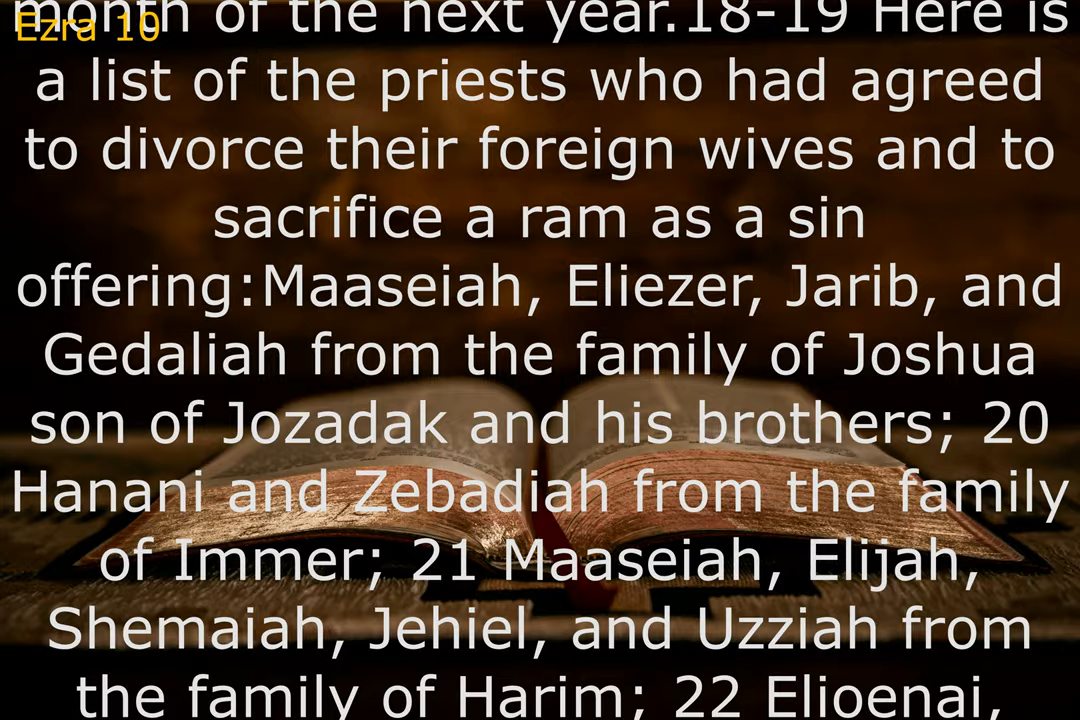 month of the next year.18-19 Here is
Ezra 10
a list of the priests who had agreed
to divorce their foreign wives and to
sacrifice a ram as a sin
offering:Maaseiah, Eliezer, Jarib, and
Gedaliah from the family of Joshua
son of Jozadak and his brothers; 20
Hanani and Zebadiah from the family
of Immer; 21 Maaseiah, Elijah,
Shemaiah, Jehiel, and Uzziah from
the family of Harim; 22 Elioenai,